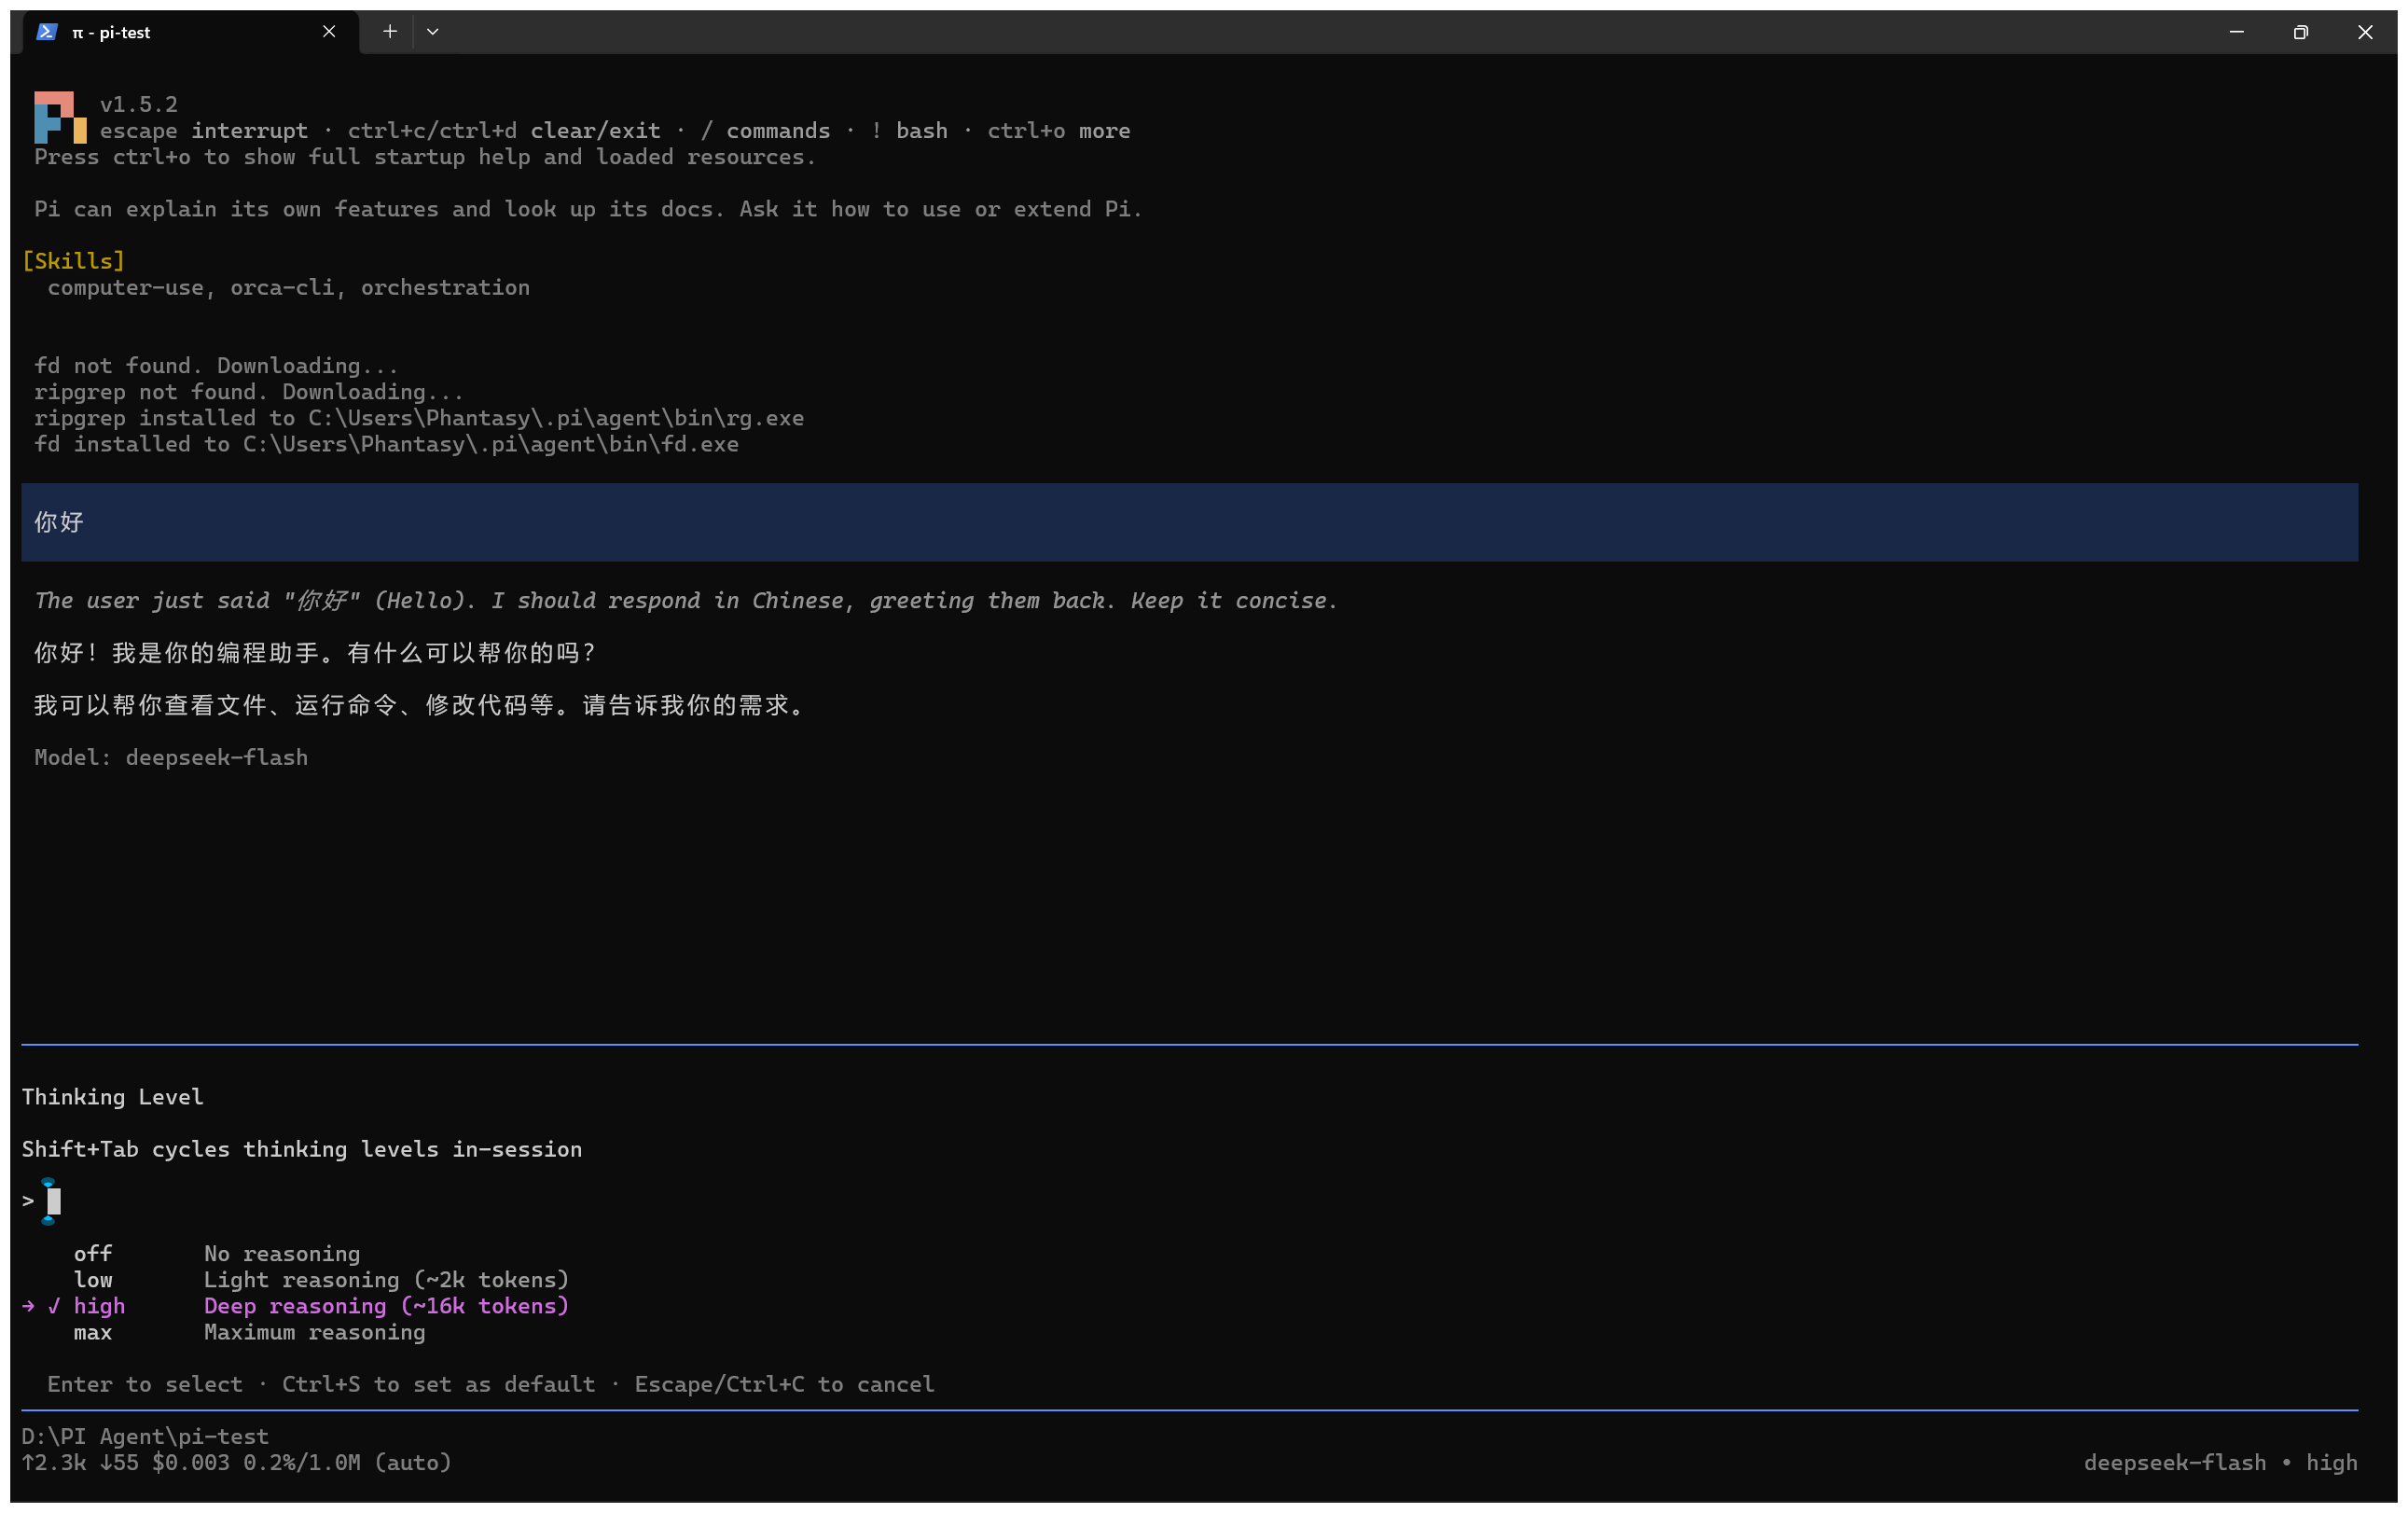 π - pi-test
v1.5.2
escape interrupt · ctrl+c/ctrl+d clear/exit · / commands · ! bash · ctrl+o more
Press ctrl+o to show full startup help and loaded resources.
Pi can explain its own features and look up its docs. Ask it how to use or extend Pi.
[Skills]
computer-use, orca-cli, orchestration
fd not found. Downloading...
ripgrep not found. Downloading...
ripgrep installed to C:\Users\Phantasy\.pi\agent\bin\rg.exe
fd installed to C:\Users\Phantasy\.pi\agent\bin\fd.exe
你好
The user just said "你好" (Hello). I should respond in Chinese, greeting them back. Keep it concise.
你好！我是你的编程助手。有什么可以帮你的吗？
我可以帮你查看文件、运行命令、修改代码等。请告诉我你的需求。
Model: deepseek-flash
Thinking Level
Shift+Tab cycles thinking levels in-session
>
off No reasoning
low Light reasoning (~2k tokens)
→ √ high Deep reasoning (~16k tokens)
max Maximum reasoning
Enter to select · Ctrl+S to set as default · Escape/Ctrl+C to cancel
D:\PI Agent\pi-test
↑2.3k ↓55 $0.003 0.2%/1.0M (auto) deepseek-flash • high